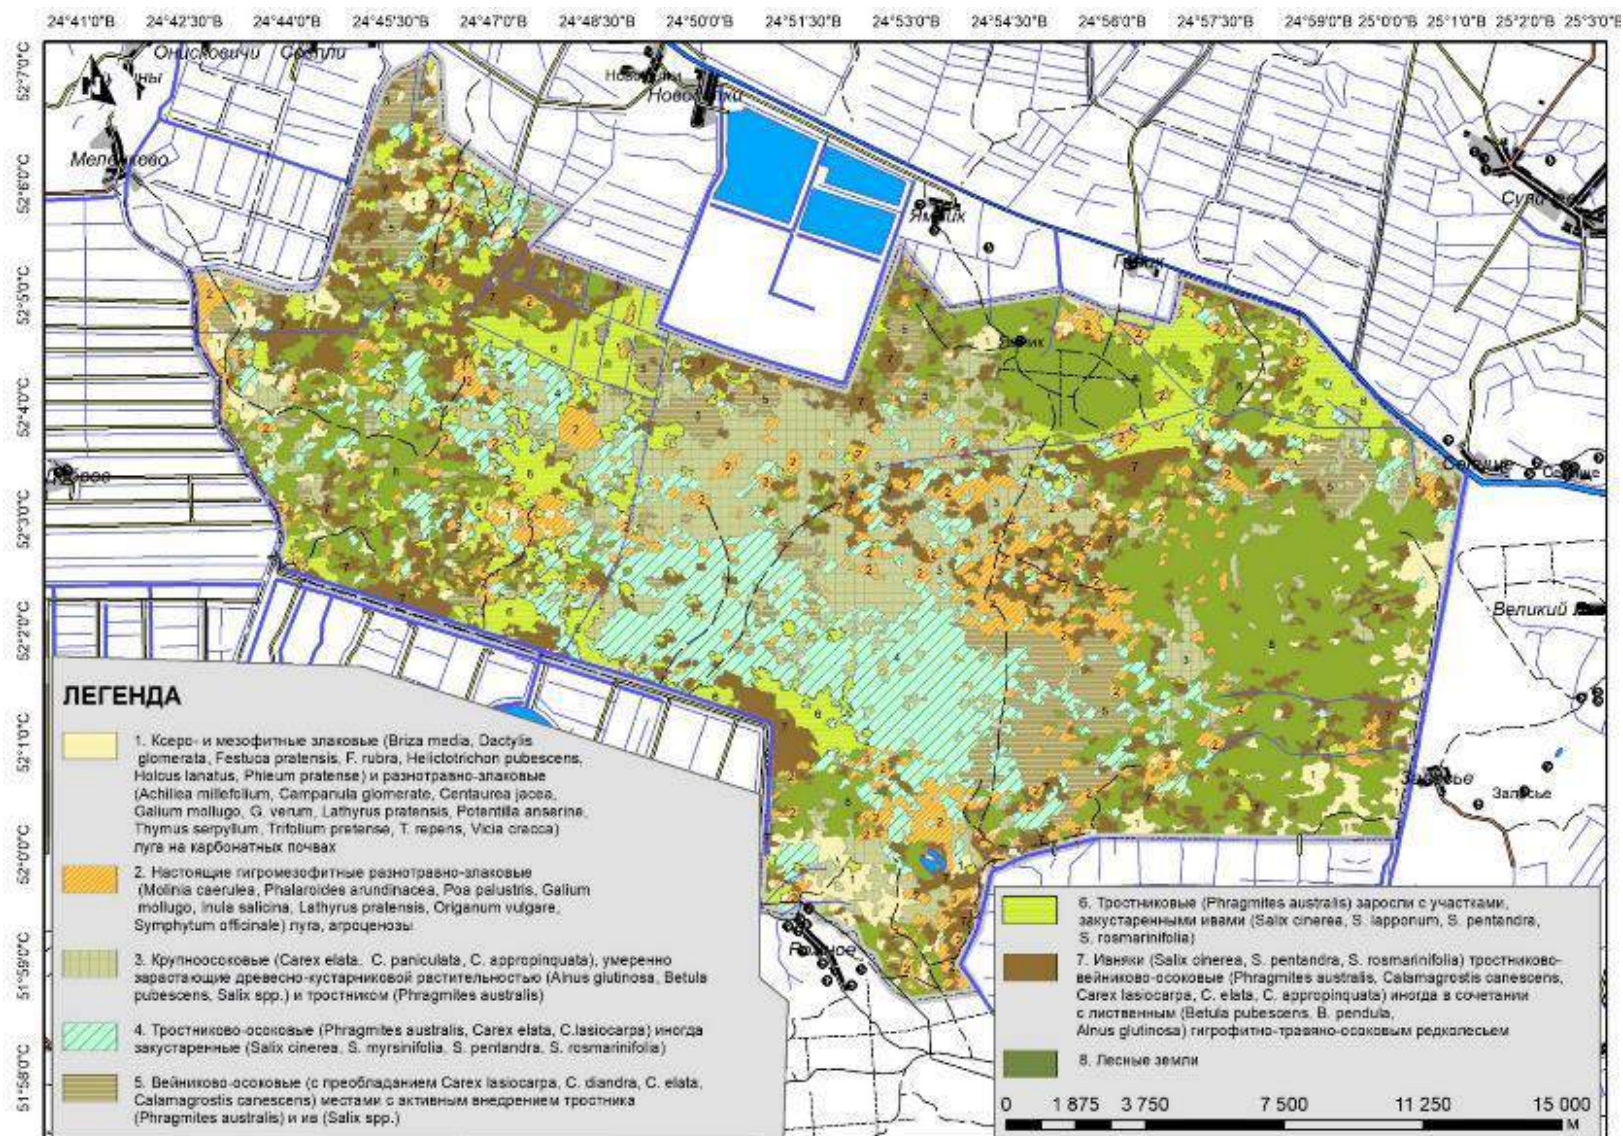 24°41'0"В 24°42'30"В 24°44'0"В 24°45'30"В 24°47'0"В 24°48'30"В 24°50'0"В 24°51'30"В 24°53'0"В 24°54'30"В 24°56'0"В 24°57'30"В 24°59'0"В 25°0'0"В 25°1'0"В 25°2'0"В 25°3'0"В
52°7'0"С
52°6'0"С
52°5'0"С
52°4'0"С
52°3'0"С
52°2'0"С
52°1'0"С
52°0'0"С
51°59'0"С
51°58'0"С
Онисковичи
Ямник
Великий
Залесье
ЛЕГЕНДА
1. Ксеро- и мезофитные злаковые (Briza media, Dactylis
glomerata, Festuca pratensis, F. rubra, Helictotrichon pubescens,
Holcus lanatus, Phleum pratense) и разнотравно-злаковые
(Achillea millefolium, Campanula glomerate, Centaurea jacea,
Galium mollugo, G. verum, Lathyrus pratensis, Potentilla anserine,
Thymus serpyllum, Trifolium pretense, T. repens, Vicia cracca)
луга на карбонатных почвах
2. Настоящие гигромезофитные разнотравно-злаковые
(Molinia caerulea, Phalaroides arundinacea, Poa palustris, Galium
mollugo, Inula salicina, Lathyrus pratensis, Origanum vulgare,
Symphytum officinale) луга, агроценозы
3. Крупноосоковые (Carex elata. C. paniculata, C. appropinquata), умеренно
зарастающие древесно-кустарниковой растительностью (Alnus glutinosa, Betula
pubescens, Salix spp.) и тростником (Phragmites australis)
4. Тростниково-осоковые (Phragmites australis, Carex elata, C.lasiocarpa) иногда
закустаренные (Salix cinerea, S. myrsinifolia, S. pentandra, S. rosmarinifolia)
5. Вейниково-осоковые (с преобладанием Carex lasiocarpa, C. diandra, C. elata,
Calamagrostis canescens) местами с активным внедрением тростника
(Phragmites australis) и ив (Salix spp.)
6. Тростниковые (Phragmites australis) заросли с участками,
закустаренными ивами (Salix cinerea, S. lapponum, S. pentandra,
S. rosmarinifolia)
7. Ивняки (Salix cinerea, S. pentandra, S. rosmarinifolia) тростниково-
вейниково-осоковые (Phragmites australis, Calamagrostis canescens,
Carex lasiocarpa, C. elata, C. appropinquata) иногда в сочетании
с лиственным (Betula pubescens, B. pendula,
Alnus glutinosa) гигрофитно-травяно-осоковым редколесьем
8. Лесные земли
0 1 875 3 750 7 500 11 250 15 000
М